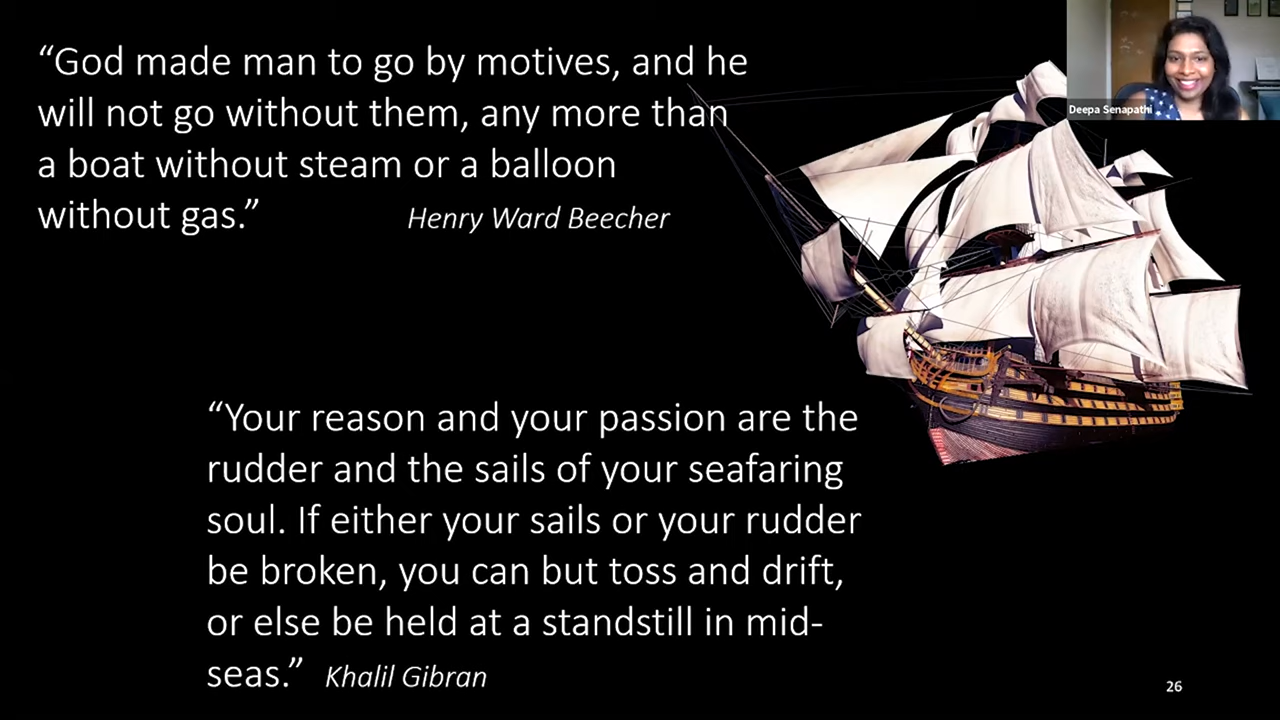 “God made man to go by motives, and he
will not go without them, any more than
a boat without steam or a balloon
without gas.” Henry Ward Beecher
Deepa Senapathi
“Your reason and your passion are the
rudder and the sails of your seafaring
soul. If either your sails or your rudder
be broken, you can but toss and drift,
or else be held at a standstill in mid-
seas.” Khalil Gibran
26